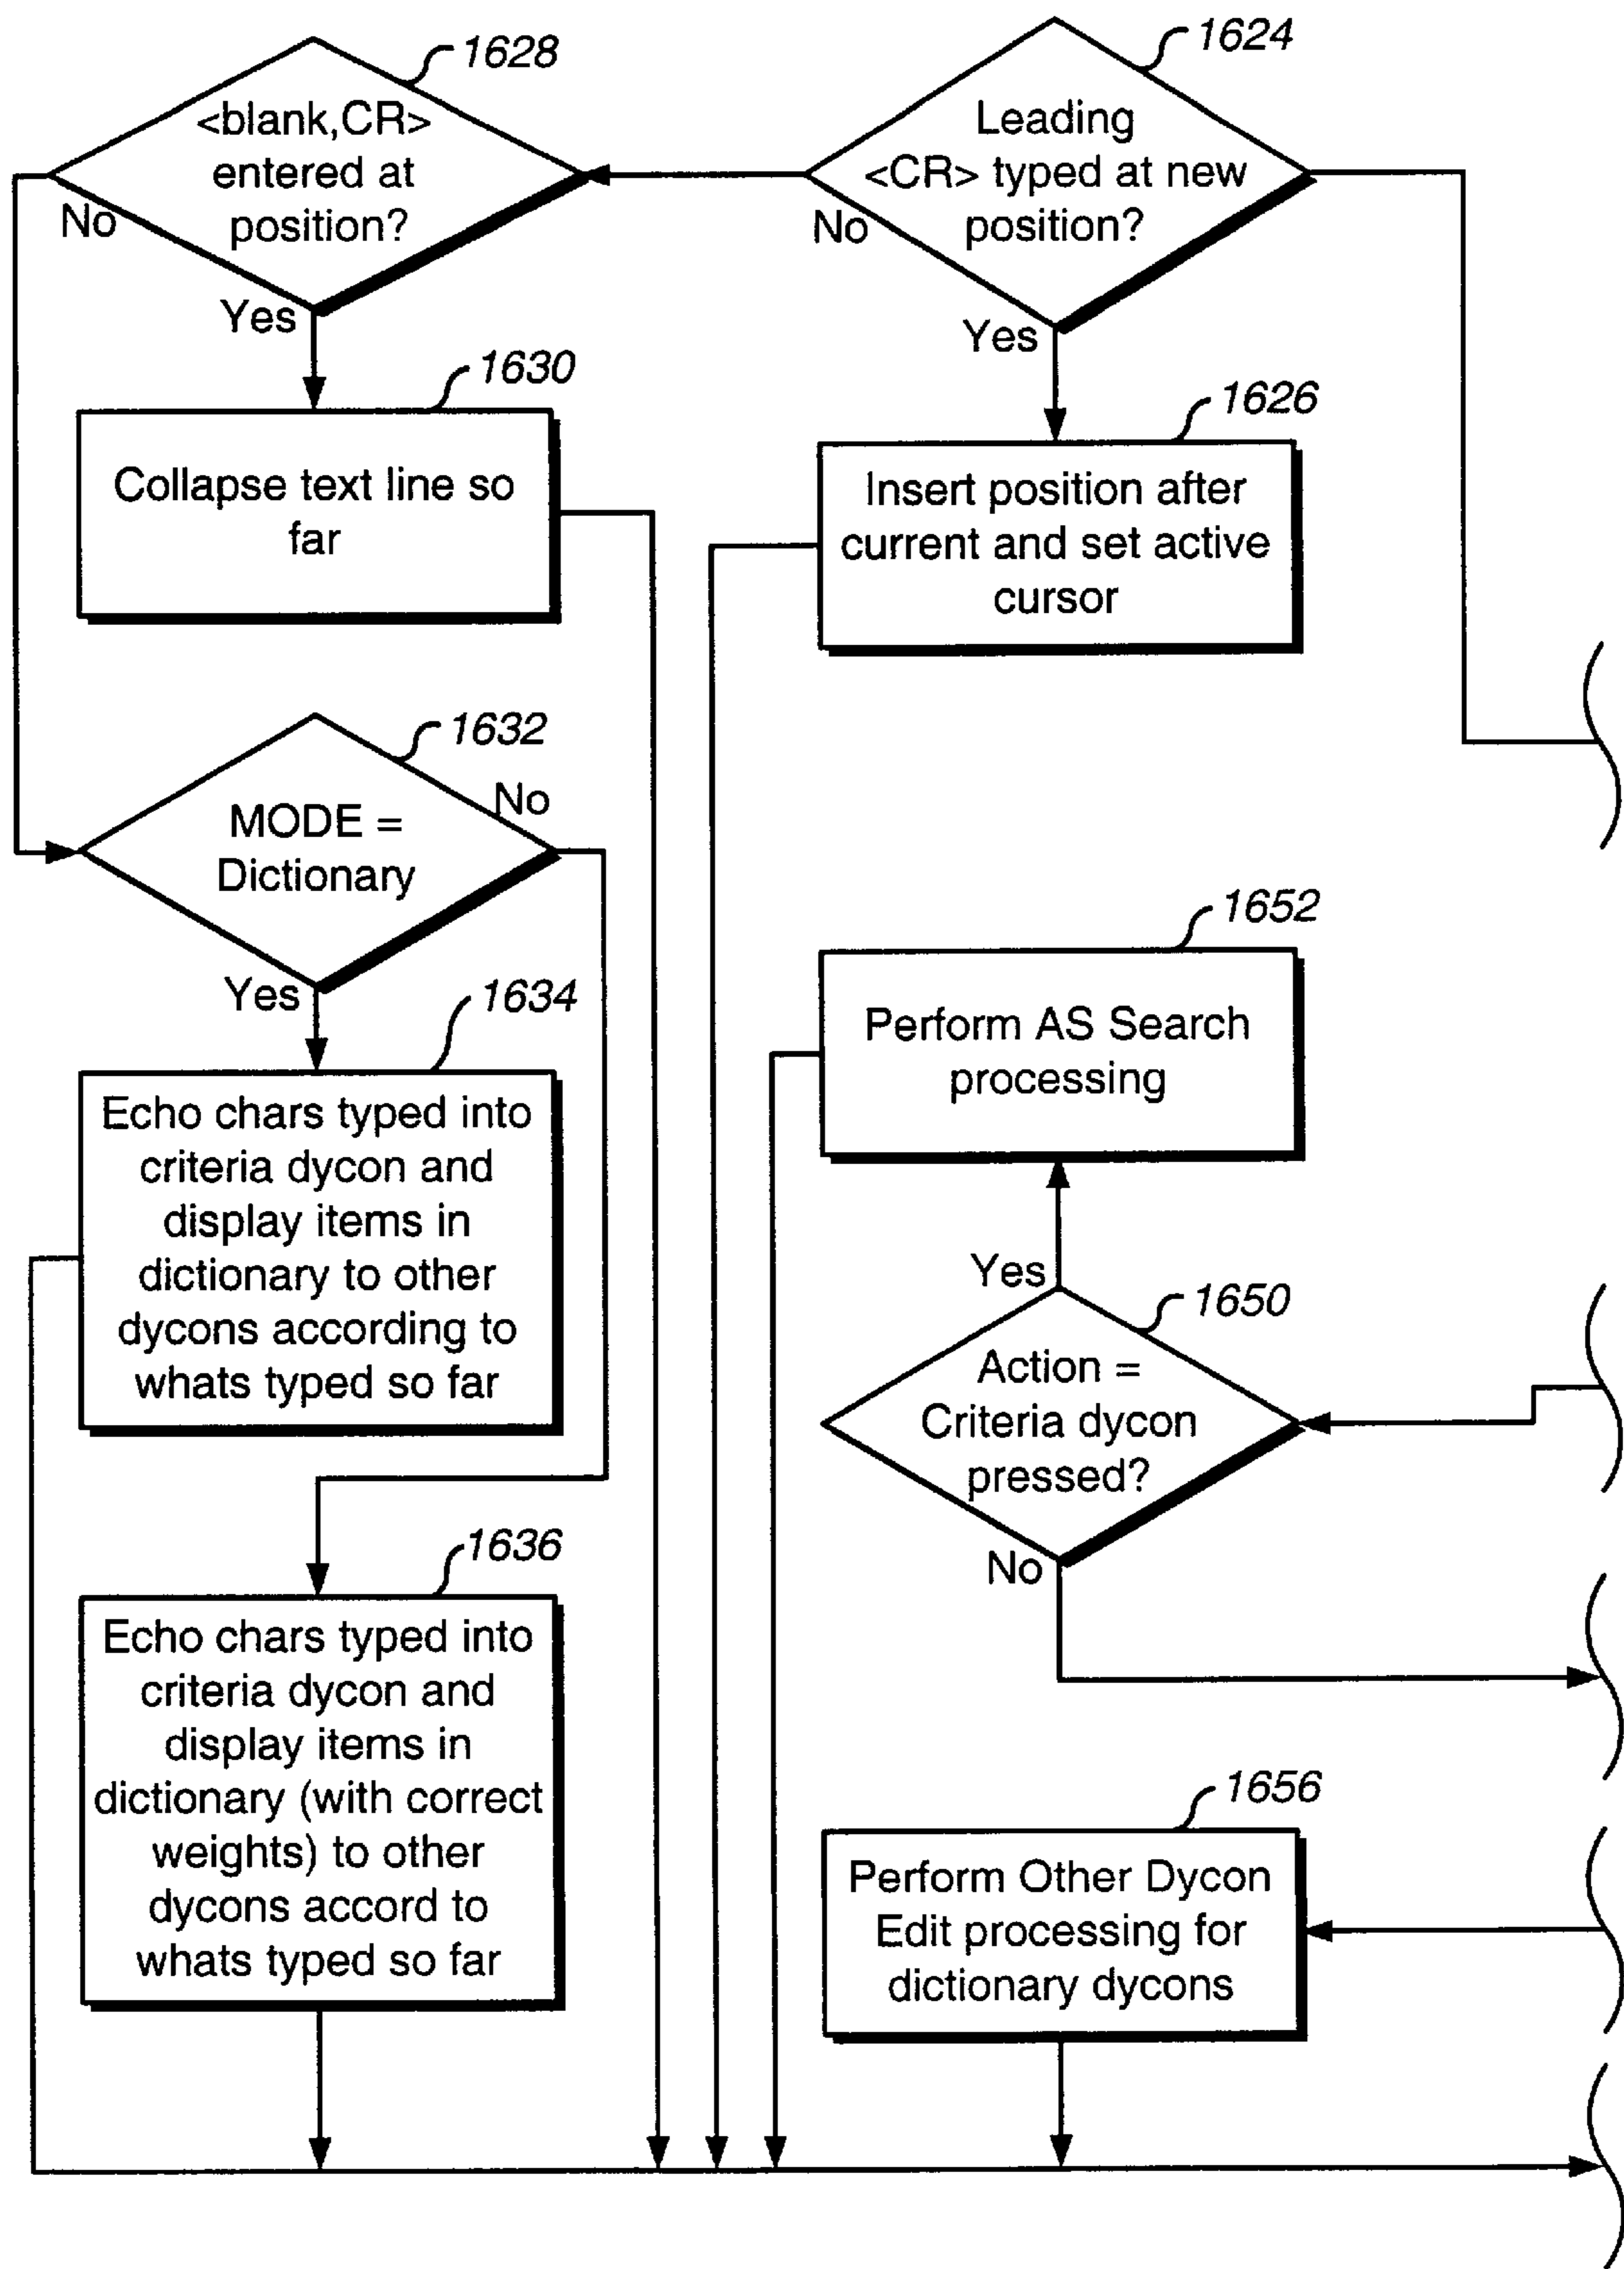 1628
<blank,CR>
entered at
position?
No
Yes
1624
Leading
<CR> typed at new
position?
No
Yes
1630
Collapse text line so
far
1626
Insert position after
current and set active
cursor
1632
No
MODE =
Dictionary
Yes
1634
Echo chars typed into
criteria dycon and
display items in
dictionary to other
dycons according to
whats typed so far
1652
Perform AS Search
processing
Yes
1650
Action =
Criteria dycon
pressed?
No
1636
Echo chars typed into
criteria dycon and
display items in
dictionary (with correct
weights) to other
dycons accord to
whats typed so far
1656
Perform Other Dycon
Edit processing for
dictionary dycons